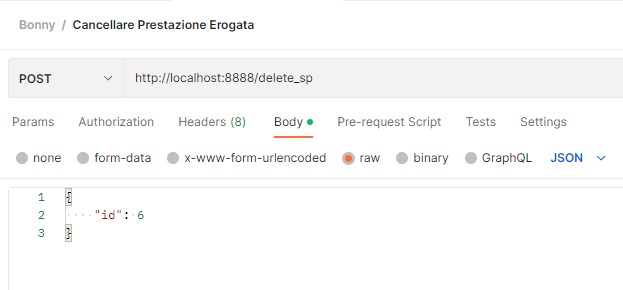 Bonny / Cancellare Prestazione Erogata
POST http://localhost:8888/delete_sp
Params Authorization Headers (8) Body Pre-request Script Tests Settings
none form-data x-www-form-urlencoded raw binary GraphQL JSON
1 {
2 "id": 6
3 }